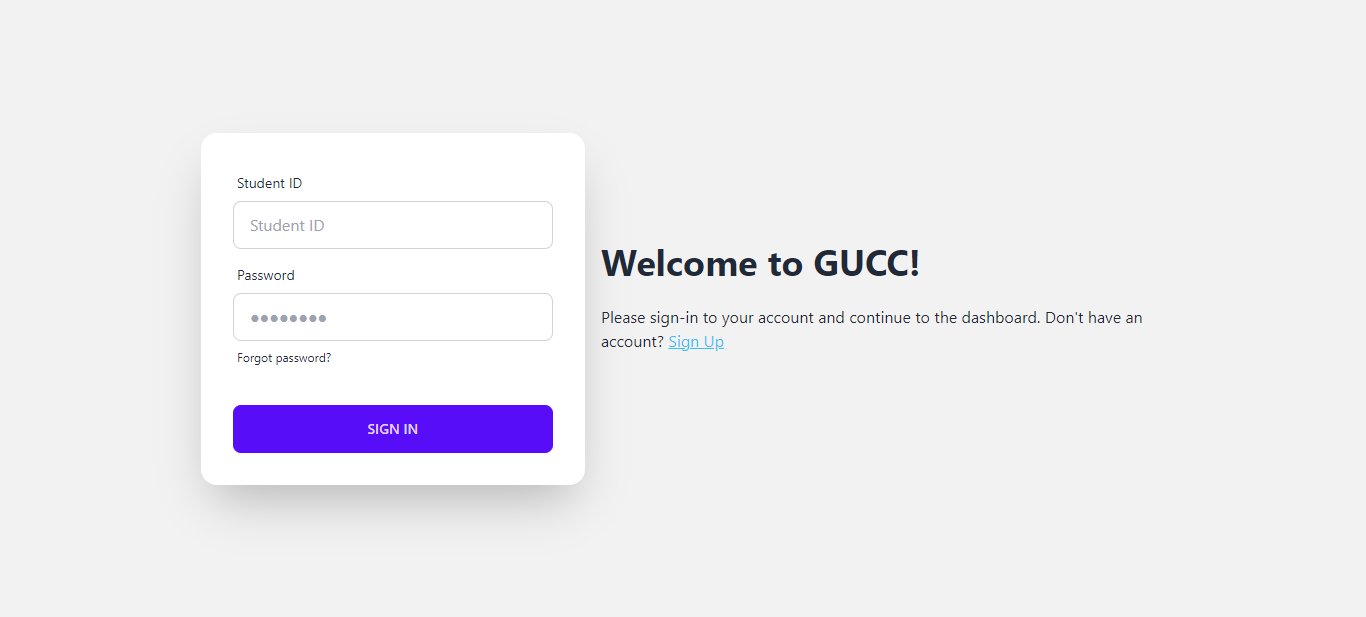 Student ID
Student ID
Password
••••••••
Forgot password?
SIGN IN
Welcome to GUCC!
Please sign-in to your account and continue to the dashboard. Don't have an
account? Sign Up